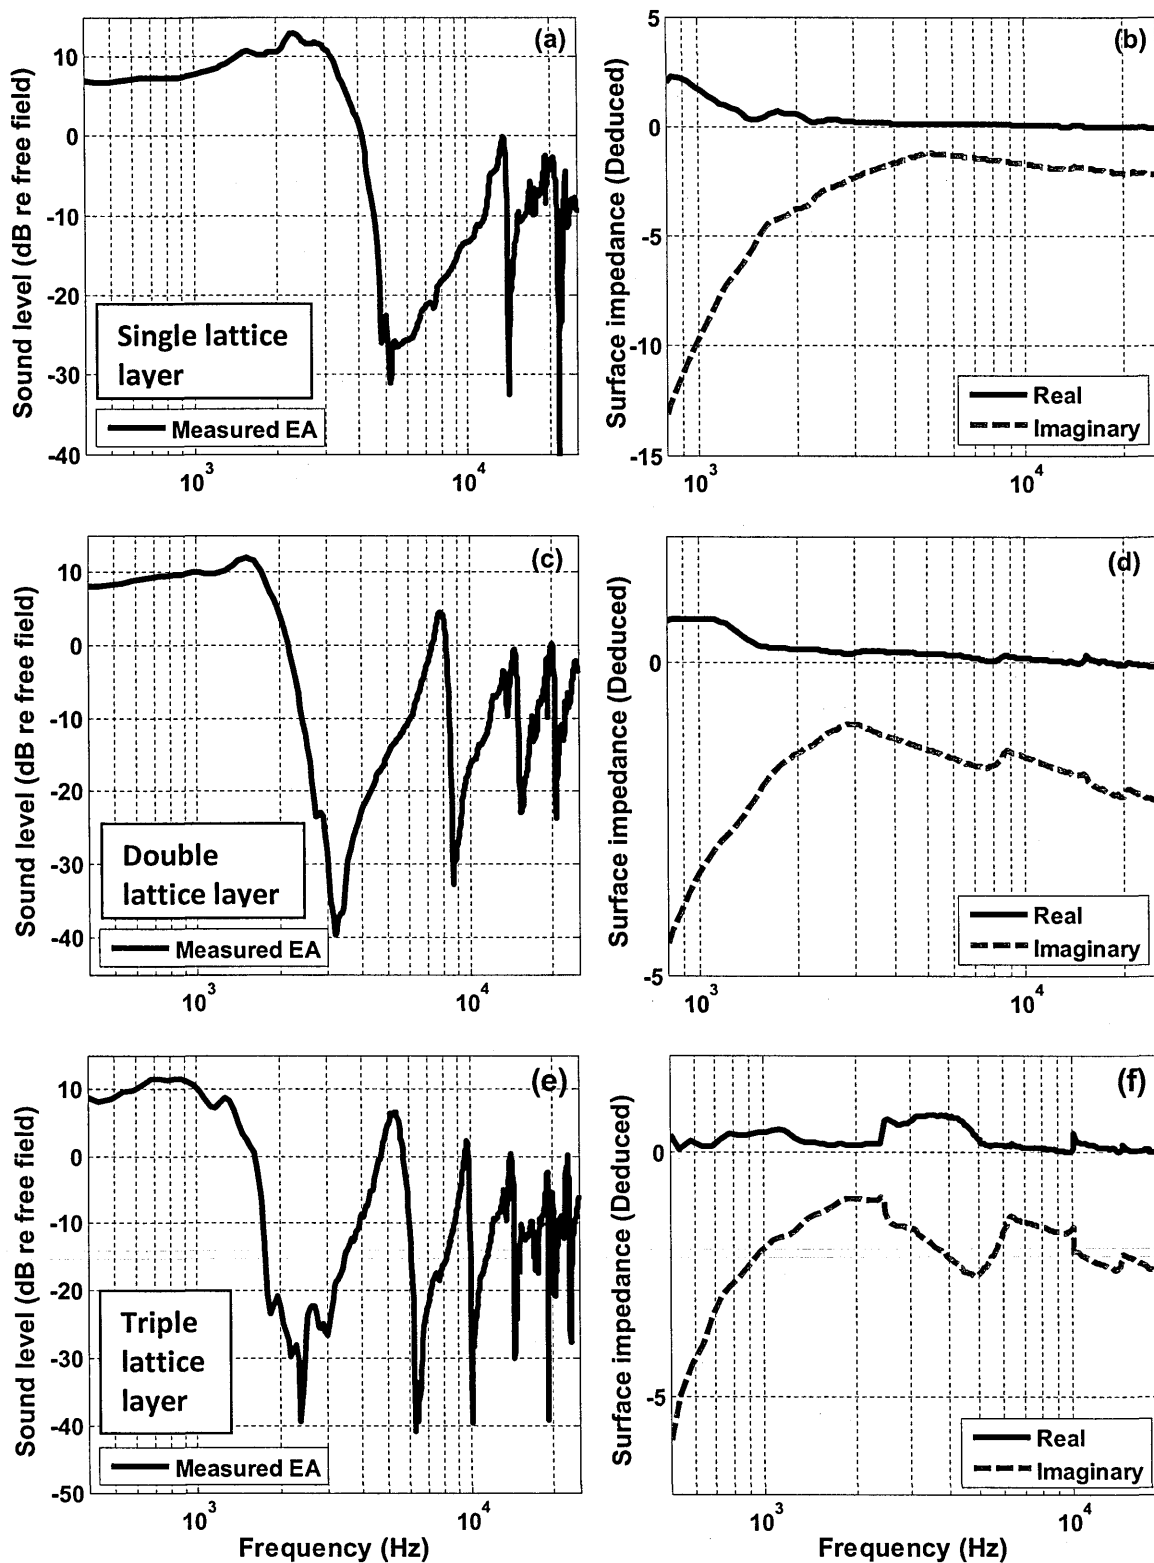 (a)
Sound level (dB re free field)
10
0
-10
-20
-30
-40
10^3
10^4
Single lattice
layer
Measured EA
(b)
Surface impedance (Deduced)
5
0
-5
-10
-15
10^3
10^4
Real
Imaginary
(c)
Sound level (dB re free field)
10
0
-10
-20
-30
-40
10^3
10^4
Double
lattice layer
Measured EA
(d)
Surface impedance (Deduced)
0
-5
10^3
10^4
Real
Imaginary
(e)
Sound level (dB re free field)
10
0
-10
-20
-30
-40
-50
10^3
10^4
Triple
lattice
layer
Measured EA
Frequency (Hz)
(f)
Surface impedance (Deduced)
0
-5
10^3
10^4
Real
Imaginary
Frequency (Hz)